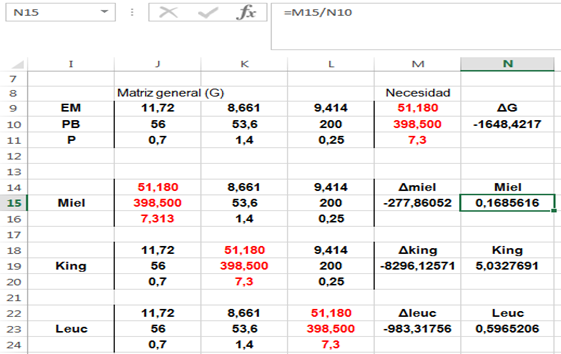 N15 fx =M15/N10
I J K L M N
7
8 Matriz general (G) Necesidad
9 EM 11,72 8,661 9,414 51,180 ΔG
10 PB 56 53,6 200 398,500 -1648,4217
11 P 0,7 1,4 0,25 7,3
12
13
14 51,180 8,661 9,414 Δmiel Miel
15 Miel 398,500 53,6 200 -277,86052 0,1685616
16 7,313 1,4 0,25
17
18 11,72 51,180 9,414 Δking King
19 King 56 398,500 200 -8296,12571 5,0327691
20 0,7 7,3 0,25
21
22 11,72 8,661 51,180 Δleuc Leuc
23 Leuc 56 53,6 398,500 -983,31756 0,5965206
24 0,7 1,4 7,3